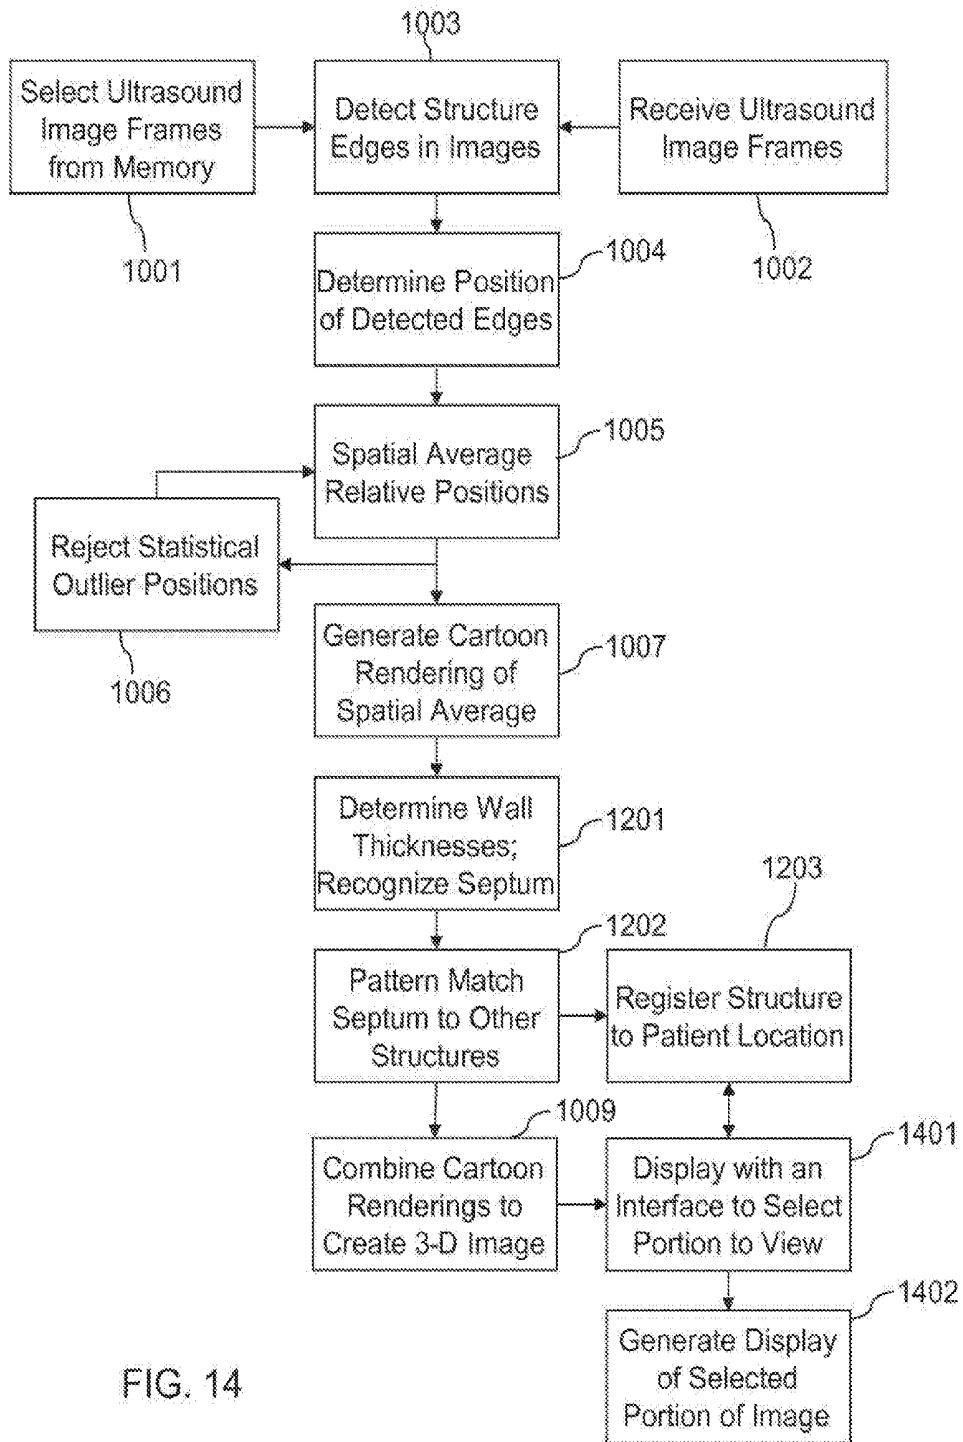 1003
Select Ultrasound
Image Frames
from Memory
Detect Structure
Edges in Images
Receive Ultrasound
Image Frames
1001
1002
1004
Determine Position
of Detected Edges
1005
Spatial Average
Relative Positions
Reject Statistical
Outlier Positions
1006
Generate Cartoon
Rendering of
Spatial Average
1007
Determine Wall
Thicknesses;
Recognize Septum
1201
1203
1202
Pattern Match
Septum to Other
Structures
Register Structure
to Patient Location
1009
1401
Combine Cartoon
Renderings to
Create 3-D Image
Display with an
Interface to Select
Portion to View
1402
Generate Display
of Selected
Portion of Image
FIG. 14